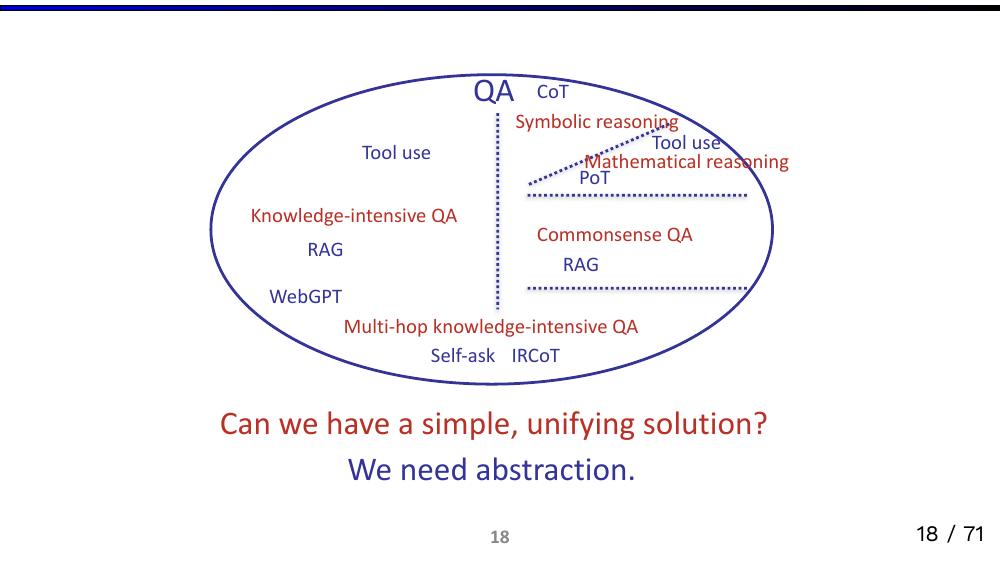 QA CoT
Symbolic reasoning
Tool use
Tool use
Mathematical reasoning
PoT
Knowledge-intensive QA
Commonsense QA
RAG
RAG
WebGPT
Multi-hop knowledge-intensive QA
Self-ask IRCoT
Can we have a simple, unifying solution?
We need abstraction.
18
18 / 71